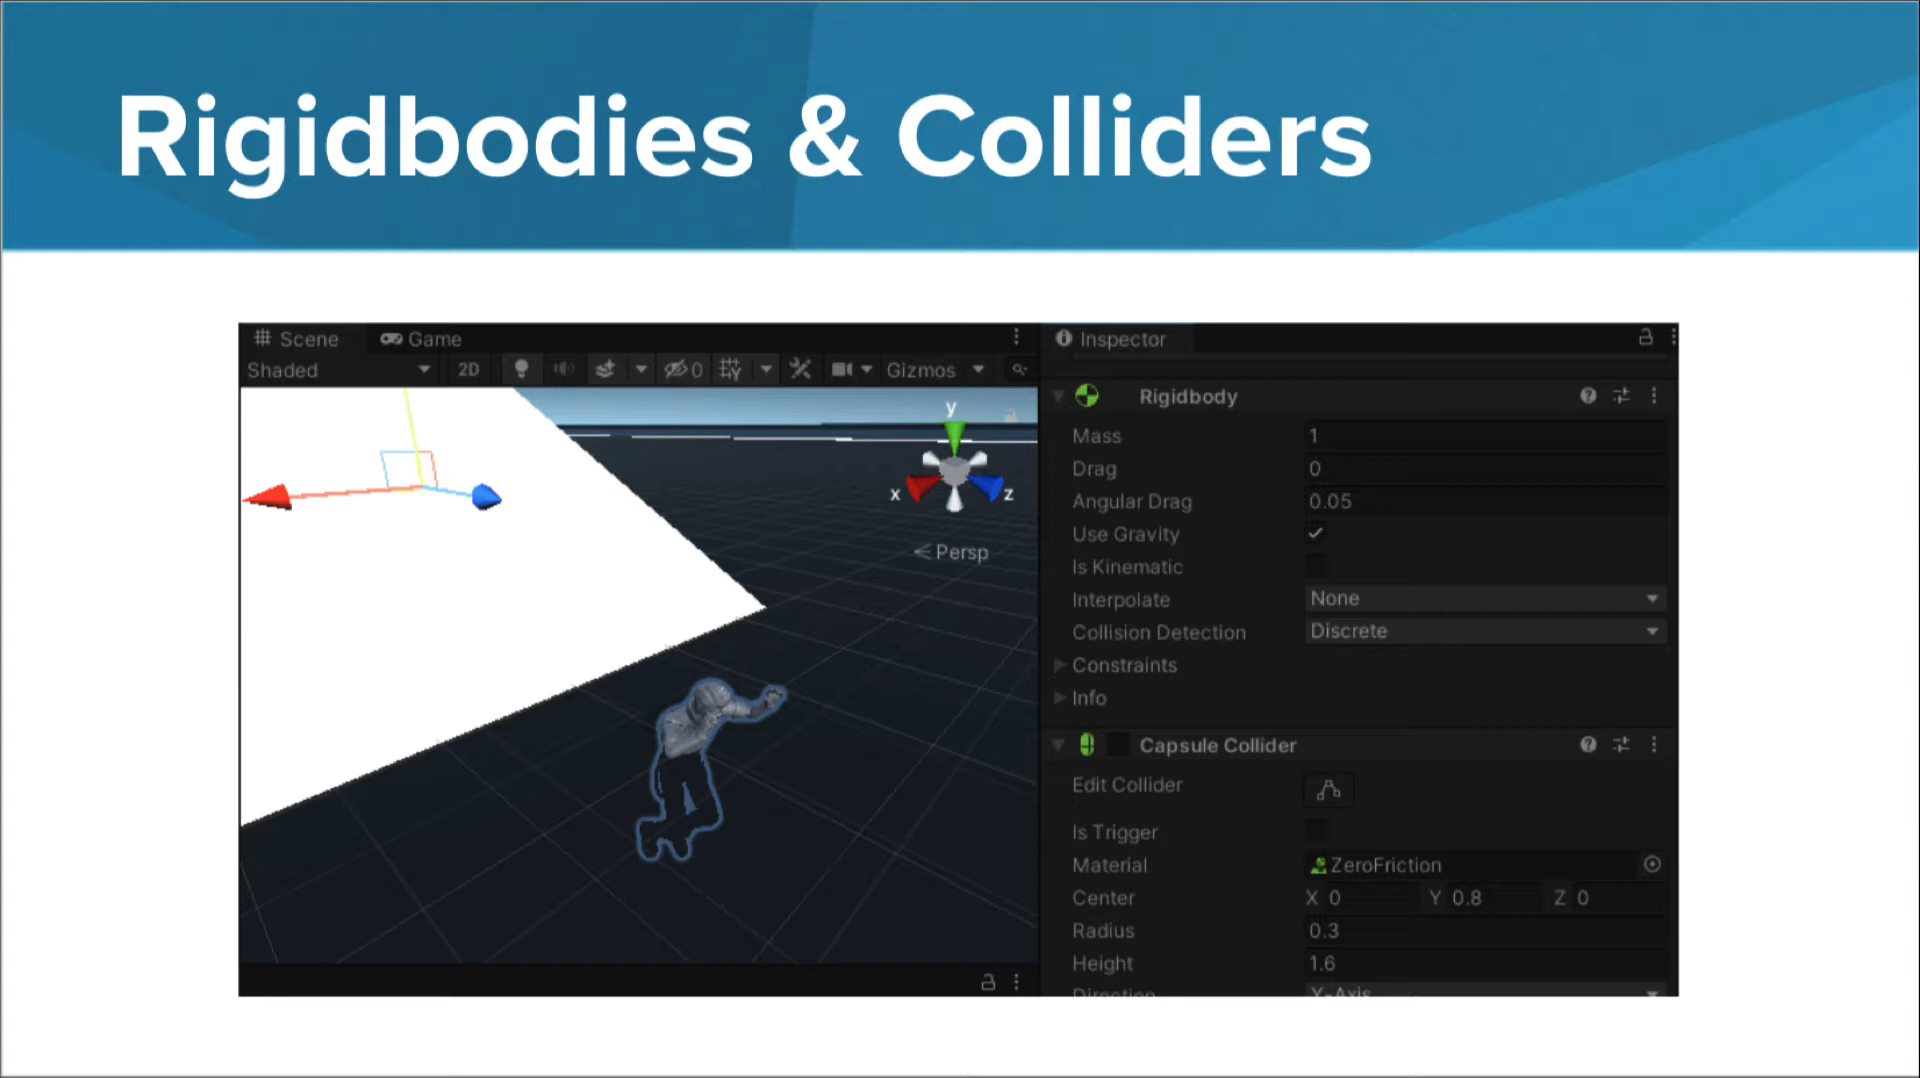 Rigidbodies & Colliders
Scene
Game
Shaded
2D
0
Gizmos
y
x
z
Persp
Inspector
Rigidbody
Mass 1
Drag 0
Angular Drag 0.05
Use Gravity
Is Kinematic
Interpolate None
Collision Detection Discrete
Constraints
Info
Capsule Collider
Edit Collider
Is Trigger
Material ZeroFriction
Center X 0 Y 0.8 Z 0
Radius 0.3
Height 1.6
Direction Y-Axis